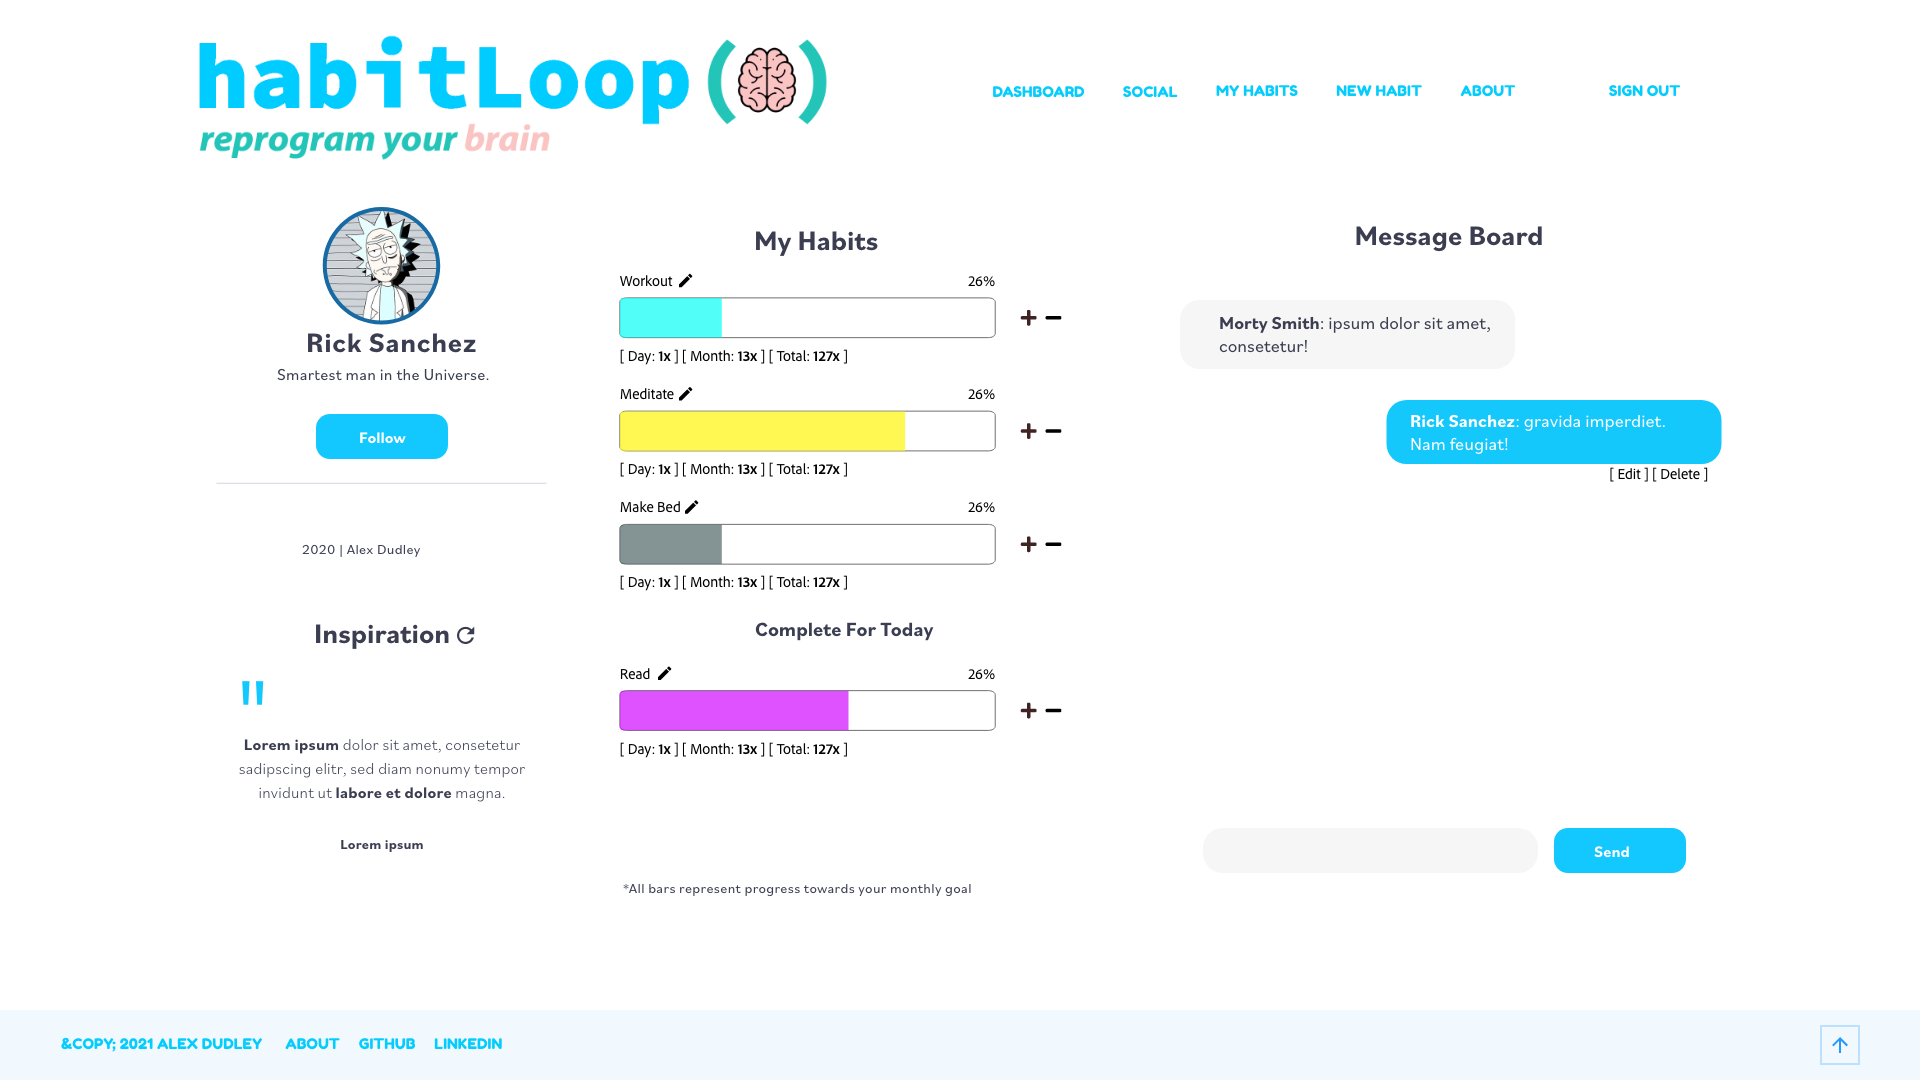 habitLoop()
reprogram your brain
DASHBOARD
SOCIAL
MY HABITS
NEW HABIT
ABOUT
SIGN OUT
Rick Sanchez
Smartest man in the Universe.
Follow
2020 | Alex Dudley
Inspiration
"
Lorem ipsum dolor sit amet, consetetur
sadipscing elitr, sed diam nonumy tempor
invidunt ut labore et dolore magna.
Lorem ipsum
My Habits
Workout 26%
+ −
[ Day: 1x ] [ Month: 13x ] [ Total: 127x ]
Meditate 26%
+ −
[ Day: 1x ] [ Month: 13x ] [ Total: 127x ]
Make Bed 26%
+ −
[ Day: 1x ] [ Month: 13x ] [ Total: 127x ]
Complete For Today
Read 26%
+ −
[ Day: 1x ] [ Month: 13x ] [ Total: 127x ]
*All bars represent progress towards your monthly goal
Message Board
Morty Smith: ipsum dolor sit amet,
consetetur!
Rick Sanchez: gravida imperdiet.
Nam feugiat!
[ Edit ] [ Delete ]
Send
&COPY; 2021 ALEX DUDLEY
ABOUT
GITHUB
LINKEDIN